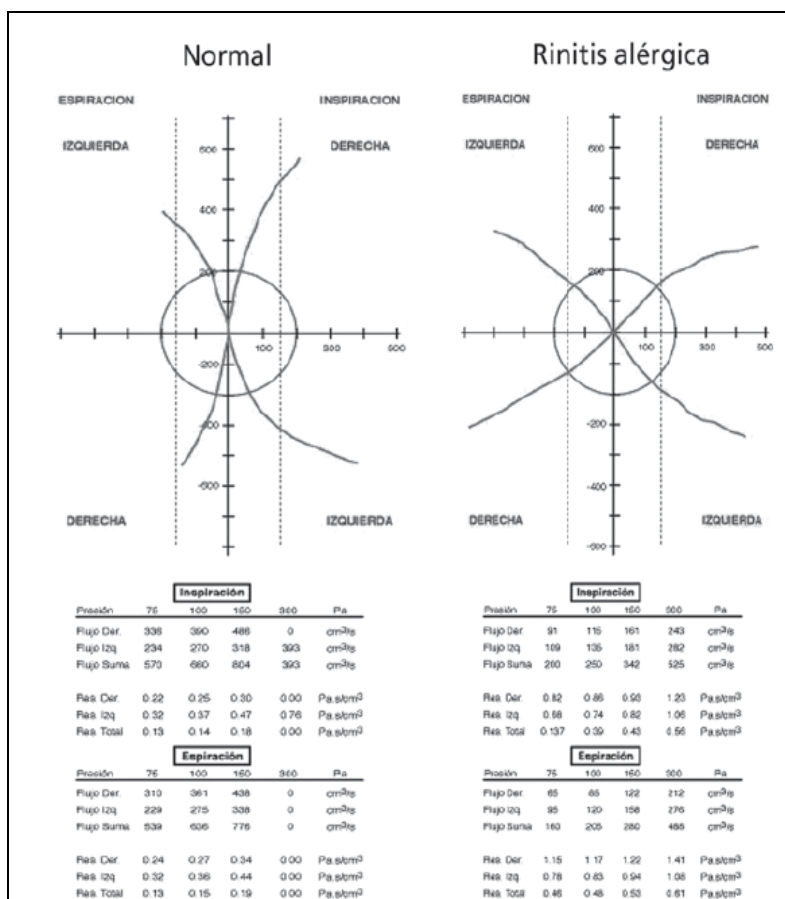 Normal
ESPIRACION INSPIRACION
IZQUIERDA DERECHA
600
400
200
100 300 500
-200
-400
-600
DERECHA IZQUIERDA
Inspiración
Presión 75 100 150 300 Pa
Flujo Der. 336 390 486 0 cm³/s
Flujo Izq 234 270 318 393 cm³/s
Flujo Suma 570 660 804 393 cm³/s
Res. Der. 0.22 0.25 0.30 0.00 Pa.s/cm³
Res. Izq 0.32 0.37 0.47 0.76 Pa.s/cm³
Res. Total 0.13 0.14 0.18 0.00 Pa.s/cm³
Espiración
Presión 75 100 150 300 Pa
Flujo Der. 310 361 438 0 cm³/s
Flujo Izq 229 275 338 0 cm³/s
Flujo Suma 539 636 776 0 cm³/s
Res. Der. 0.24 0.27 0.34 0.00 Pa.s/cm³
Res. Izq 0.32 0.36 0.44 0.00 Pa.s/cm³
Res. Total 0.13 0.15 0.19 0.00 Pa.s/cm³
Rinitis alérgica
ESPIRACION INSPIRACION
IZQUIERDA DERECHA
600
400
200
100 300 500
-200
-400
-600
DERECHA IZQUIERDA
Inspiración
Presión 75 100 150 300 Pa
Flujo Der. 91 115 161 243 cm³/s
Flujo Izq 109 135 181 282 cm³/s
Flujo Suma 200 250 342 525 cm³/s
Res. Der. 0.82 0.86 0.93 1.23 Pa.s/cm³
Res. Izq 0.68 0.74 0.82 1.06 Pa.s/cm³
Res. Total 0.137 0.39 0.43 0.56 Pa.s/cm³
Espiración
Presión 75 100 150 300 Pa
Flujo Der. 65 85 122 212 cm³/s
Flujo Izq 95 120 158 276 cm³/s
Flujo Suma 160 205 280 488 cm³/s
Res. Der. 1.15 1.17 1.22 1.41 Pa.s/cm³
Res. Izq 0.78 0.83 0.94 1.08 Pa.s/cm³
Res. Total 0.46 0.48 0.53 0.61 Pa.s/cm³